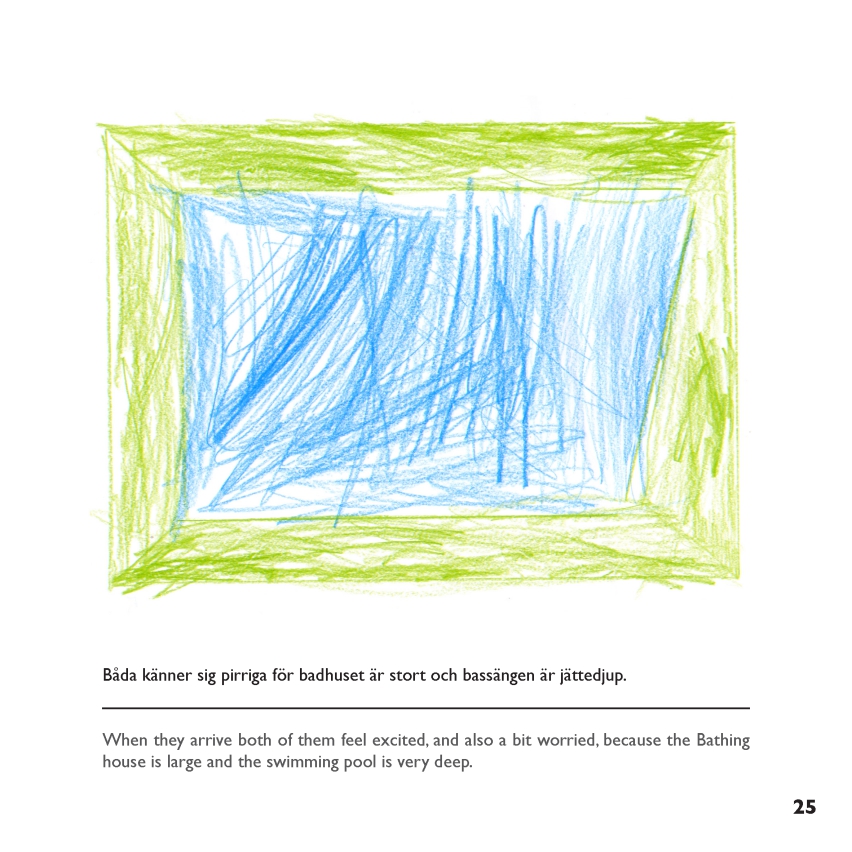 Båda känner sig pirriga för badhuset är stort och bassängen är jättedjup.
When they arrive both of them feel excited, and also a bit worried, because the Bathing
house is large and the swimming pool is very deep.
25